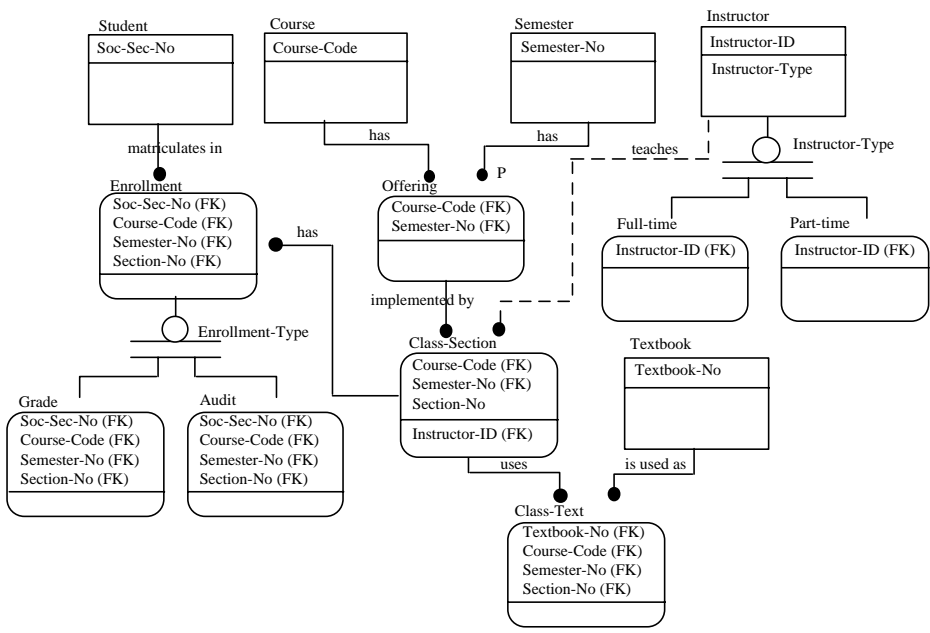 Student
Soc-Sec-No
Course
Course-Code
Semester
Semester-No
Instructor
Instructor-ID
Instructor-Type
matriculates in
has
has
P
teaches
Instructor-Type
Enrollment
Soc-Sec-No (FK)
Course-Code (FK)
Semester-No (FK)
Section-No (FK)
has
Offering
Course-Code (FK)
Semester-No (FK)
Full-time
Instructor-ID (FK)
Part-time
Instructor-ID (FK)
implemented by
Enrollment-Type
Class-Section
Course-Code (FK)
Semester-No (FK)
Section-No
Instructor-ID (FK)
Textbook
Textbook-No
Grade
Soc-Sec-No (FK)
Course-Code (FK)
Semester-No (FK)
Section-No (FK)
Audit
Soc-Sec-No (FK)
Course-Code (FK)
Semester-No (FK)
Section-No (FK)
uses
is used as
Class-Text
Textbook-No (FK)
Course-Code (FK)
Semester-No (FK)
Section-No (FK)